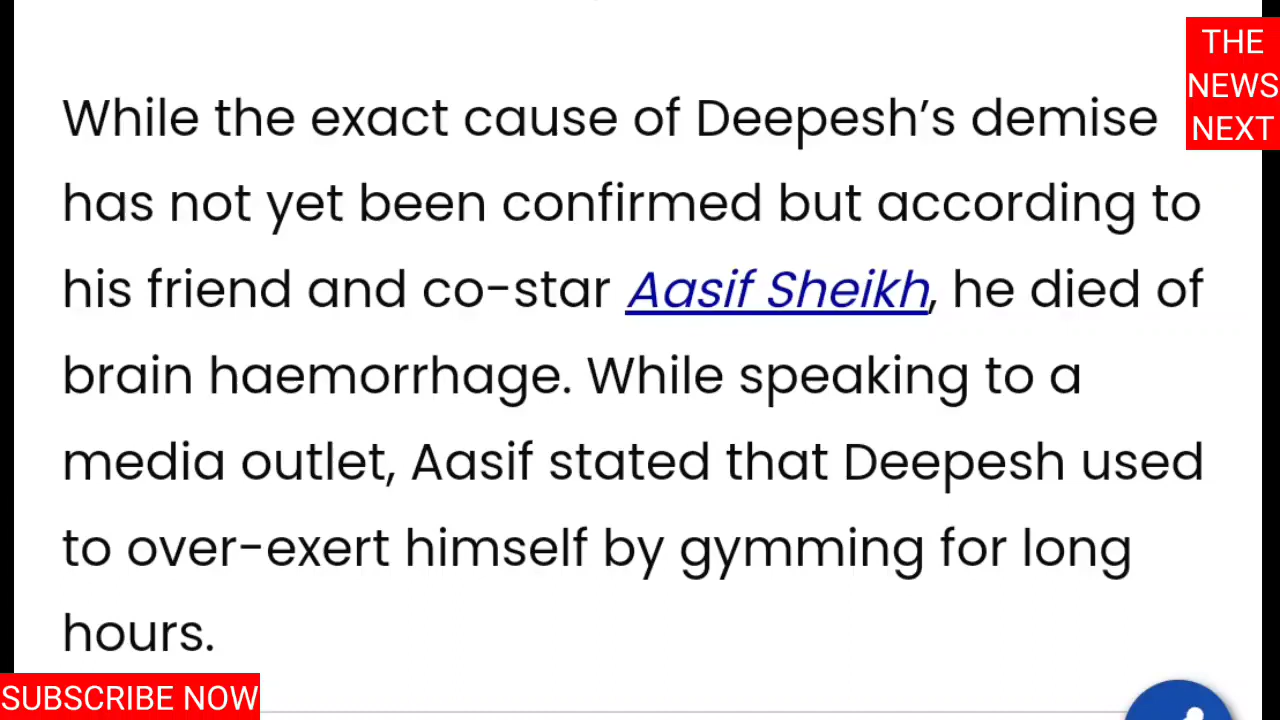 THE
NEWS
NEXT
While the exact cause of Deepesh’s demise
has not yet been confirmed but according to
his friend and co-star Aasif Sheikh, he died of
brain haemorrhage. While speaking to a
media outlet, Aasif stated that Deepesh used
to over-exert himself by gymming for long
hours.
SUBSCRIBE NOW